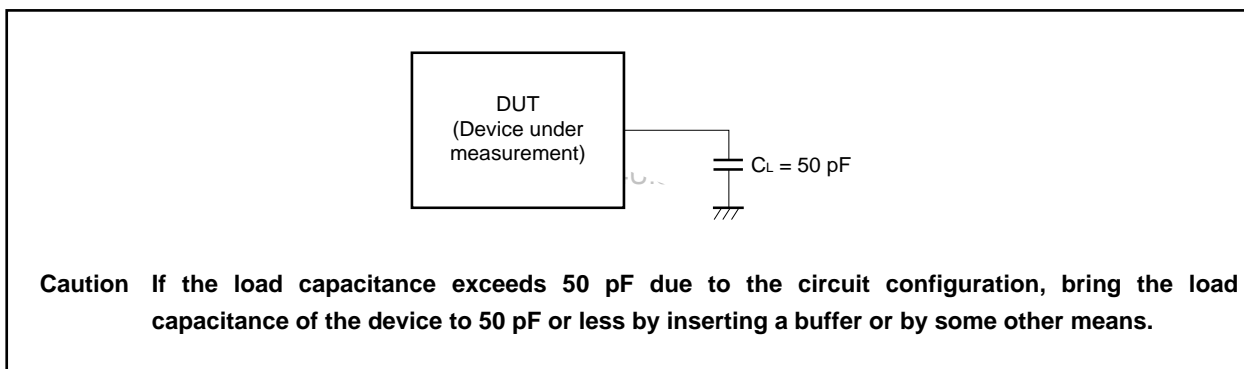 DUT
(Device under
measurement)
CL = 50 pF
Caution If the load capacitance exceeds 50 pF due to the circuit configuration, bring the load
capacitance of the device to 50 pF or less by inserting a buffer or by some other means.